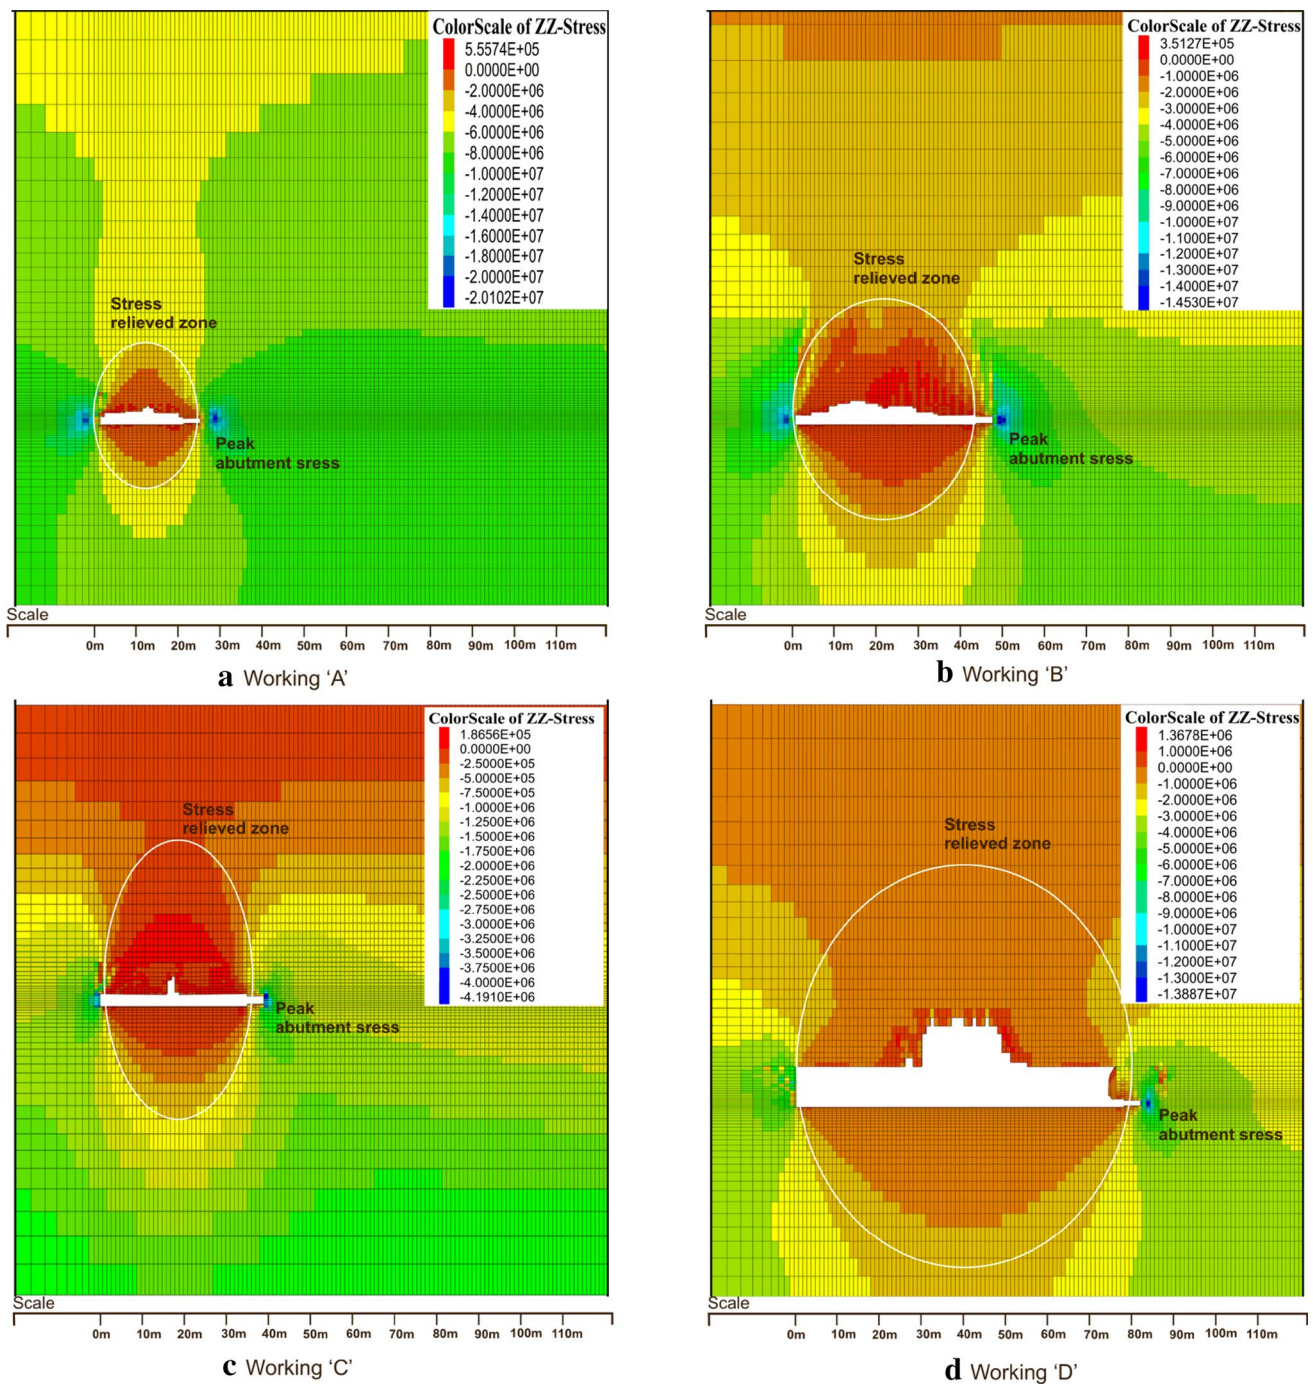 ColorScale of ZZ-Stress
5.5574E+05
0.0000E+00
-2.0000E+06
-4.0000E+06
-6.0000E+06
-8.0000E+06
-1.0000E+07
-1.2000E+07
-1.4000E+07
-1.6000E+07
-1.8000E+07
-2.0000E+07
-2.0102E+07
Stress
relieved zone
Peak
abutment sress
Scale
0m 10m 20m 30m 40m 50m 60m 70m 80m 90m 100m 110m
a Working 'A'
ColorScale of ZZ-Stress
3.5127E+05
0.0000E+00
-1.0000E+06
-2.0000E+06
-3.0000E+06
-4.0000E+06
-5.0000E+06
-6.0000E+06
-7.0000E+06
-8.0000E+06
-9.0000E+06
-1.0000E+07
-1.1000E+07
-1.2000E+07
-1.3000E+07
-1.4000E+07
-1.4530E+07
Stress
relieved zone
Peak
abutment sress
Scale
0m 10m 20m 30m 40m 50m 60m 70m 80m 90m 100m 110m
b Working 'B'
ColorScale of ZZ-Stress
1.8656E+05
0.0000E+00
-2.5000E+05
-5.0000E+05
-7.5000E+05
-1.0000E+06
-1.2500E+06
-1.5000E+06
-1.7500E+06
-2.0000E+06
-2.2500E+06
-2.5000E+06
-2.7500E+06
-3.0000E+06
-3.2500E+06
-3.5000E+06
-3.7500E+06
-4.0000E+06
-4.1910E+06
Stress
relieved zone
Peak
abutment sress
Scale
0m 10m 20m 30m 40m 50m 60m 70m 80m 90m 100m 110m
c Working 'C'
ColorScale of ZZ-Stress
1.3678E+06
1.0000E+06
0.0000E+00
-1.0000E+06
-2.0000E+06
-3.0000E+06
-4.0000E+06
-5.0000E+06
-6.0000E+06
-7.0000E+06
-8.0000E+06
-9.0000E+06
-1.0000E+07
-1.1000E+07
-1.2000E+07
-1.3000E+07
-1.3887E+07
Stress
relieved zone
Peak
abutment sress
Scale
0m 10m 20m 30m 40m 50m 60m 70m 80m 90m 100m 110m
d Working 'D'